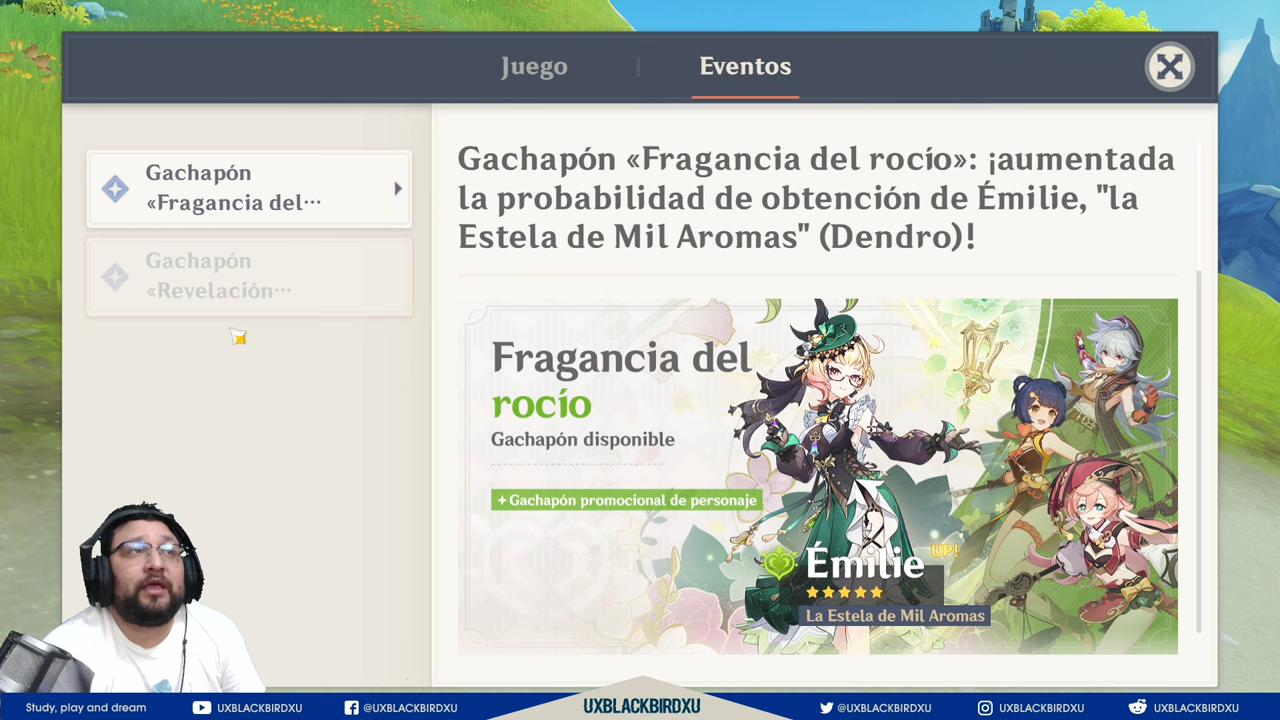 Juego
Eventos
Gachapón
«Fragancia del···
Gachapón
«Revelación···
Gachapón «Fragancia del rocío»: ¡aumentada
la probabilidad de obtención de Émilie, "la
Estela de Mil Aromas" (Dendro)!
Fragancia del
rocío
Gachapón disponible
Gachapón promocional de personaje
Émilie UP!
La Estela de Mil Aromas
Study, play and dream
UXBLACKBIRDXU
@UXBLACKBIRDXU
UXBLACKBIRDXU
@UXBLACKBIRDXU
UXBLACKBIRDXU
UXBLACKBIRDXU